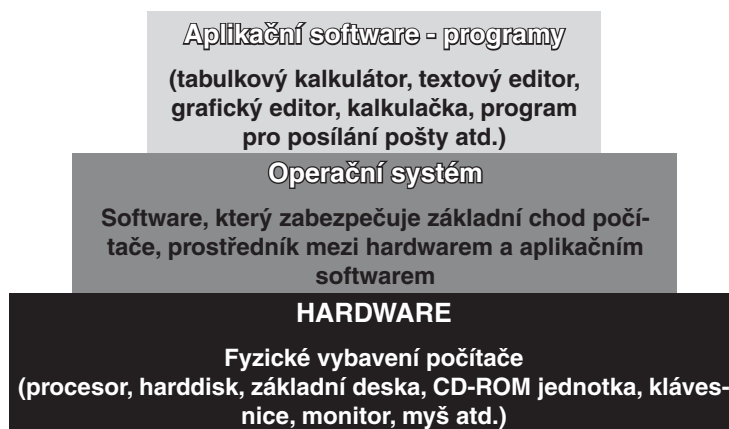 Aplikační software - programy
(tabulkový kalkulátor, textový editor,
grafický editor, kalkulačka, program
pro posílání pošty atd.)
Operační systém
Software, který zabezpečuje základní chod počí-
tače, prostředník mezi hardwarem a aplikačním
softwarem
HARDWARE
Fyzické vybavení počítače
(procesor, harddisk, základní deska, CD-ROM jednotka, kláves-
nice, monitor, myš atd.)